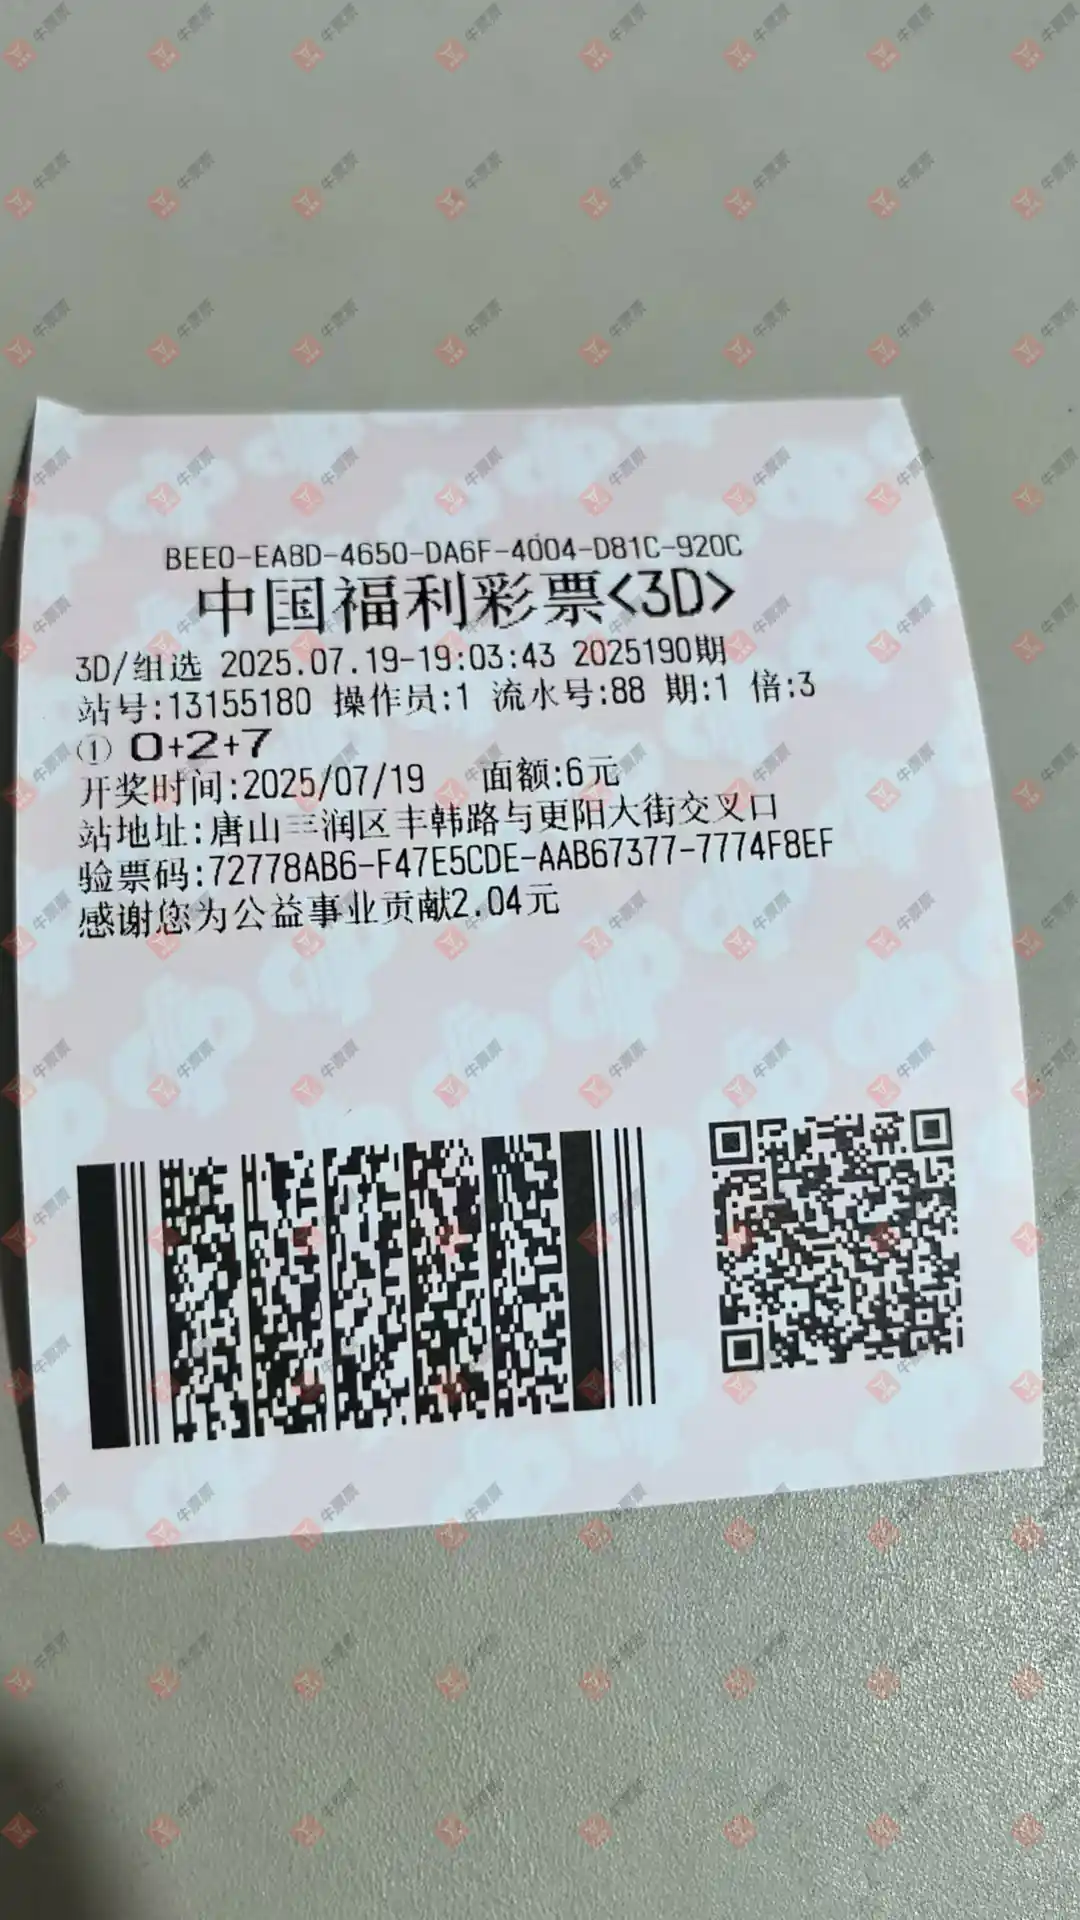 BEE0-EA8D-4650-DA6F-4004-D81C-920C
中国福利彩票<3D>
3D/组选 2025.07.19-19:03:43 2025190期
站号:13155180 操作员:1 流水号:88 期:1 倍:3
① 0+2+7
开奖时间:2025/07/19 面额:6元
站地址:唐山三润区丰韩路与更阳大街交叉口
验票码:72778AB6-F47E5CDE-AAB67377-7774F8EF
感谢您为公益事业贡献2.04元
牛票票